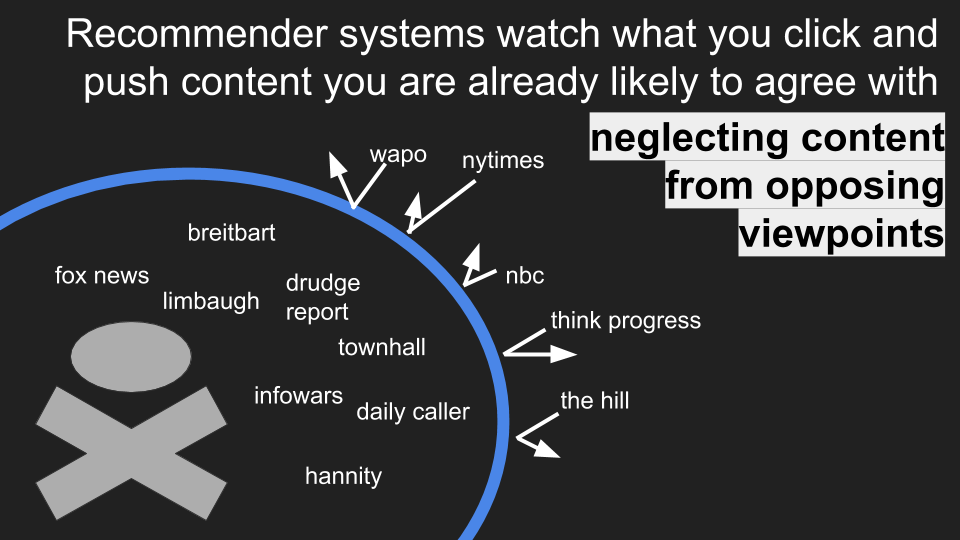 Recommender systems watch what you click and
push content you are already likely to agree with
neglecting content
from opposing
viewpoints
wapo
nytimes
breitbart
fox news
nbc
limbaugh
drudge
report
think progress
townhall
infowars
daily caller
the hill
hannity